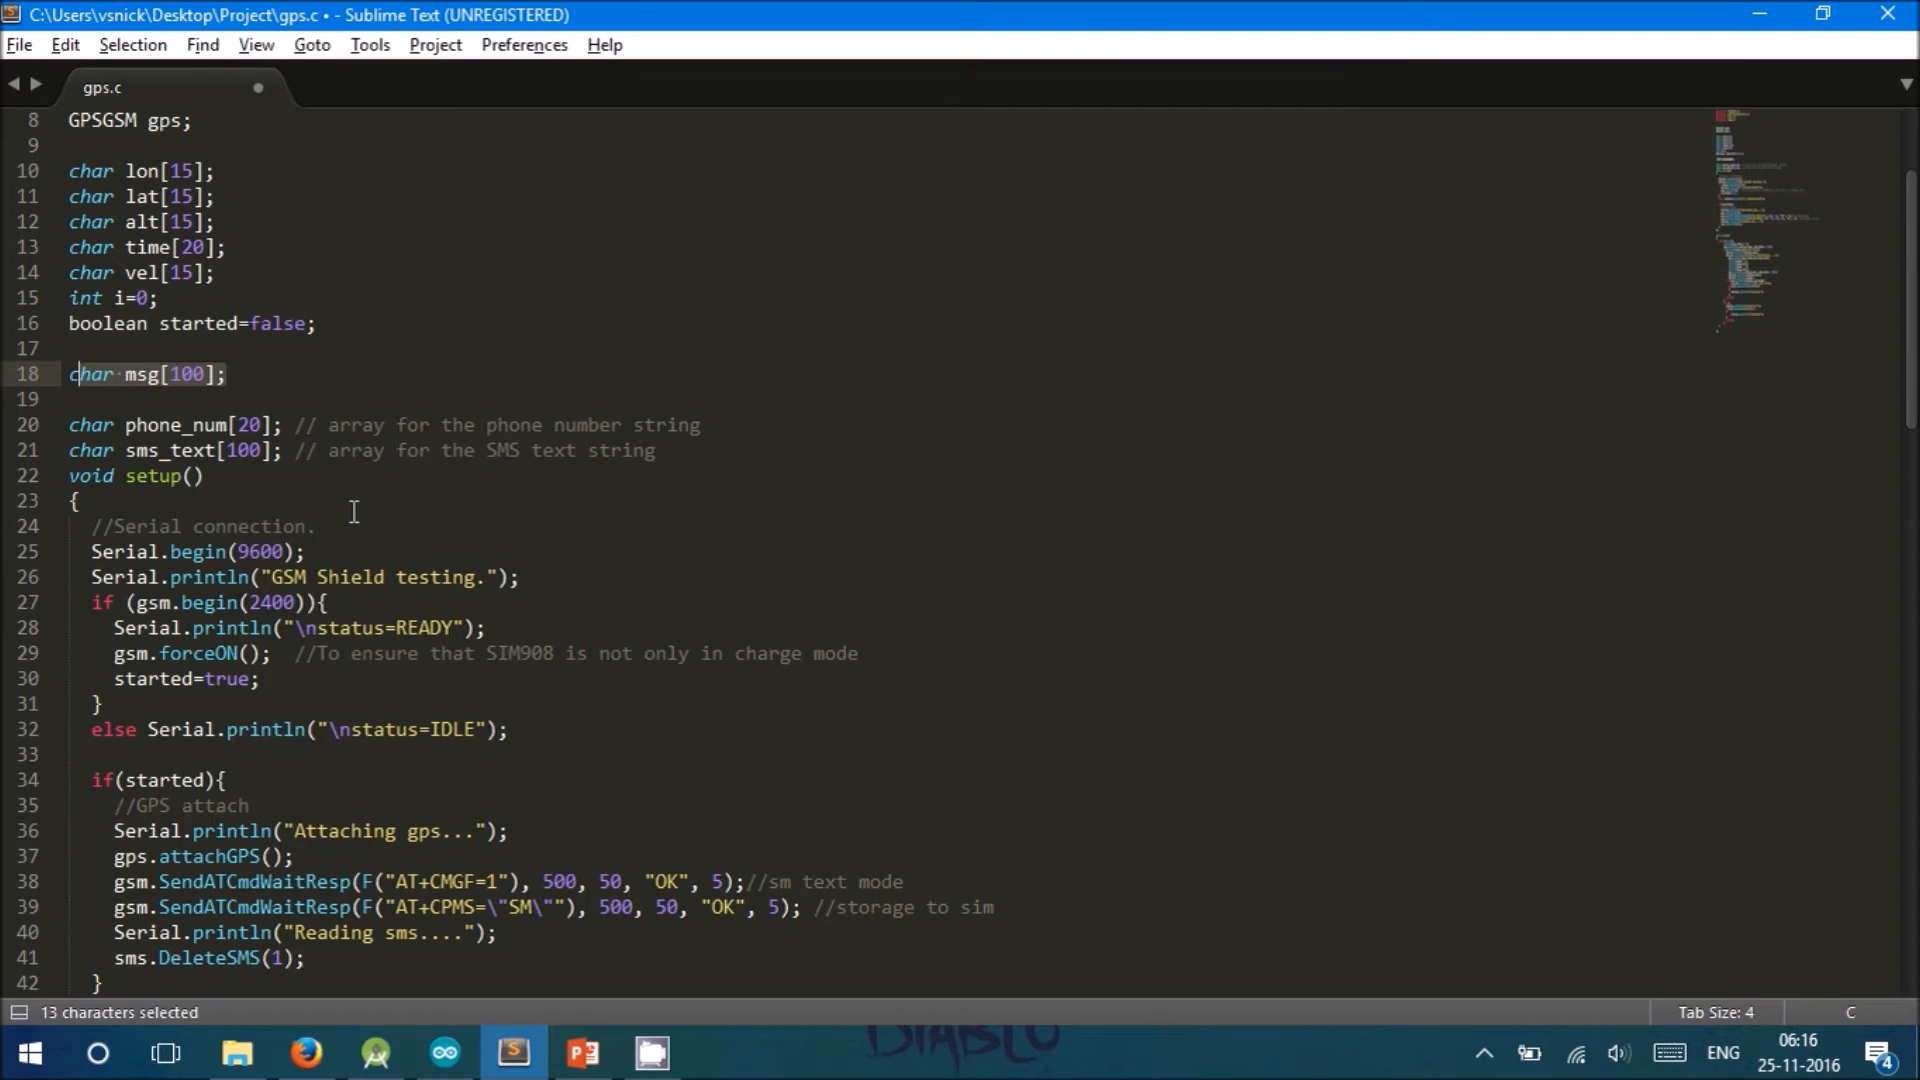 C:\Users\vsnick\Desktop\Project\gps.c • - Sublime Text (UNREGISTERED)
File Edit Selection Find View Goto Tools Project Preferences Help
gps.c
8 GPSGSM gps;
9
10 char lon[15];
11 char lat[15];
12 char alt[15];
13 char time[20];
14 char vel[15];
15 int i=0;
16 boolean started=false;
17
18 char msg[100];
19
20 char phone_num[20]; // array for the phone number string
21 char sms_text[100]; // array for the SMS text string
22 void setup()
23 {
24 //Serial connection.
25 Serial.begin(9600);
26 Serial.println("GSM Shield testing.");
27 if (gsm.begin(2400)){
28 Serial.println("\nstatus=READY");
29 gsm.forceON(); //To ensure that SIM908 is not only in charge mode
30 started=true;
31 }
32 else Serial.println("\nstatus=IDLE");
33
34 if(started){
35 //GPS attach
36 Serial.println("Attaching gps...");
37 gps.attachGPS();
38 gsm.SendATCmdWaitResp(F("AT+CMGF=1"), 500, 50, "OK", 5);//sm text mode
39 gsm.SendATCmdWaitResp(F("AT+CPMS=\"SM\""), 500, 50, "OK", 5); //storage to sim
40 Serial.println("Reading sms....");
41 sms.DeleteSMS(1);
42 }
13 characters selected Tab Size: 4 C
DIABLO
ENG 06:16
25-11-2016 4